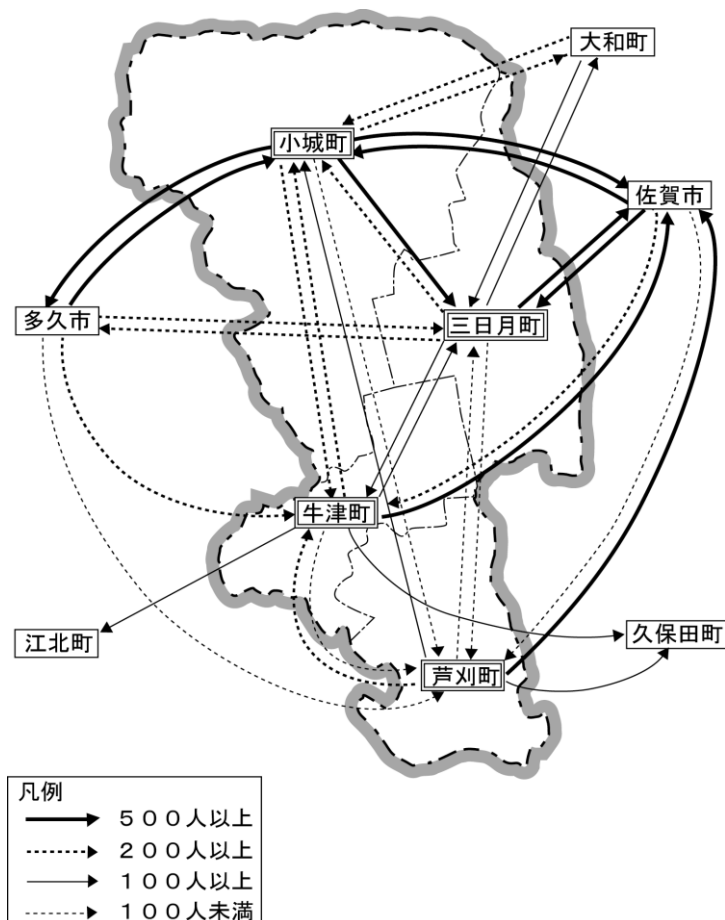 大和町
小城町
佐賀市
多久市
三日月町
牛津町
江北町
久保田町
芦刈町
凡例
５００人以上
２００人以上
１００人以上
１００人未満